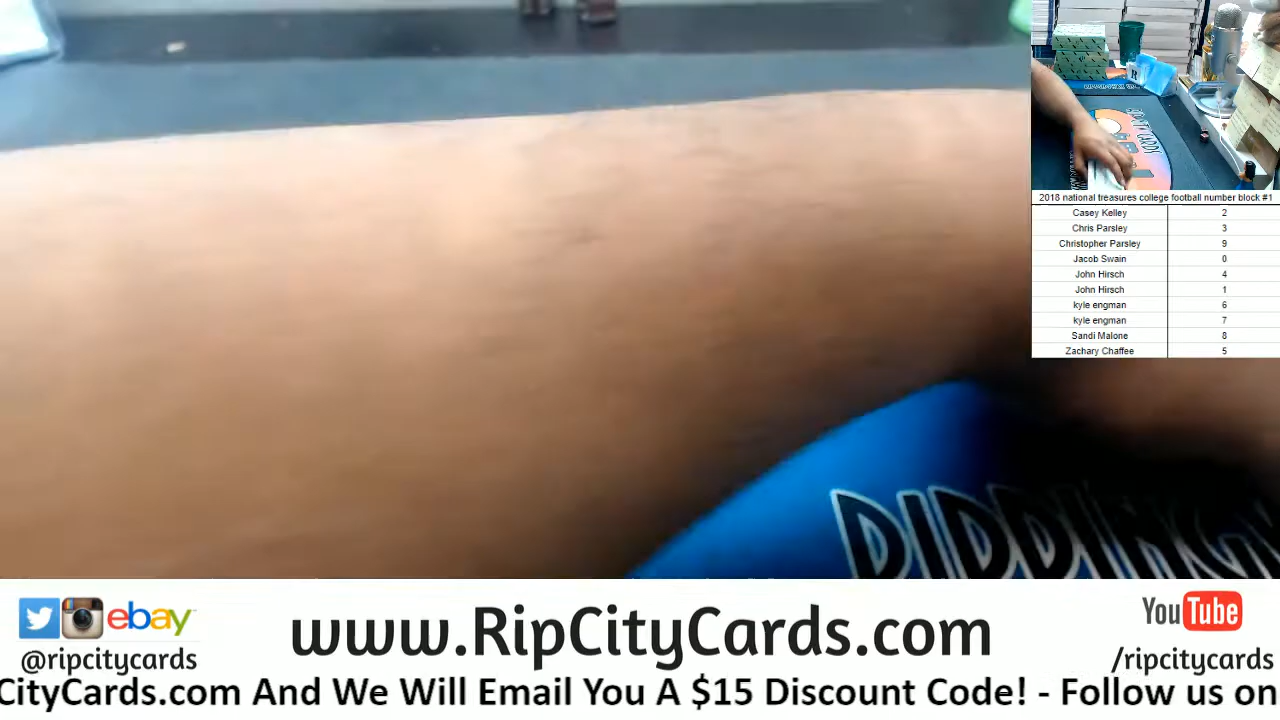 2018 national treasures college football number block #1
Casey Kelley 2
Chris Parsley 3
Christopher Parsley 9
Jacob Swain 0
John Hirsch 4
John Hirsch 1
kyle engman 6
kyle engman 7
Sandi Malone 8
Zachary Chaffee 5
ebay
@ripcitycards
www.RipCityCards.com
YouTube
/ripcitycards
CityCards.com And We Will Email You A $15 Discount Code! - Follow us on